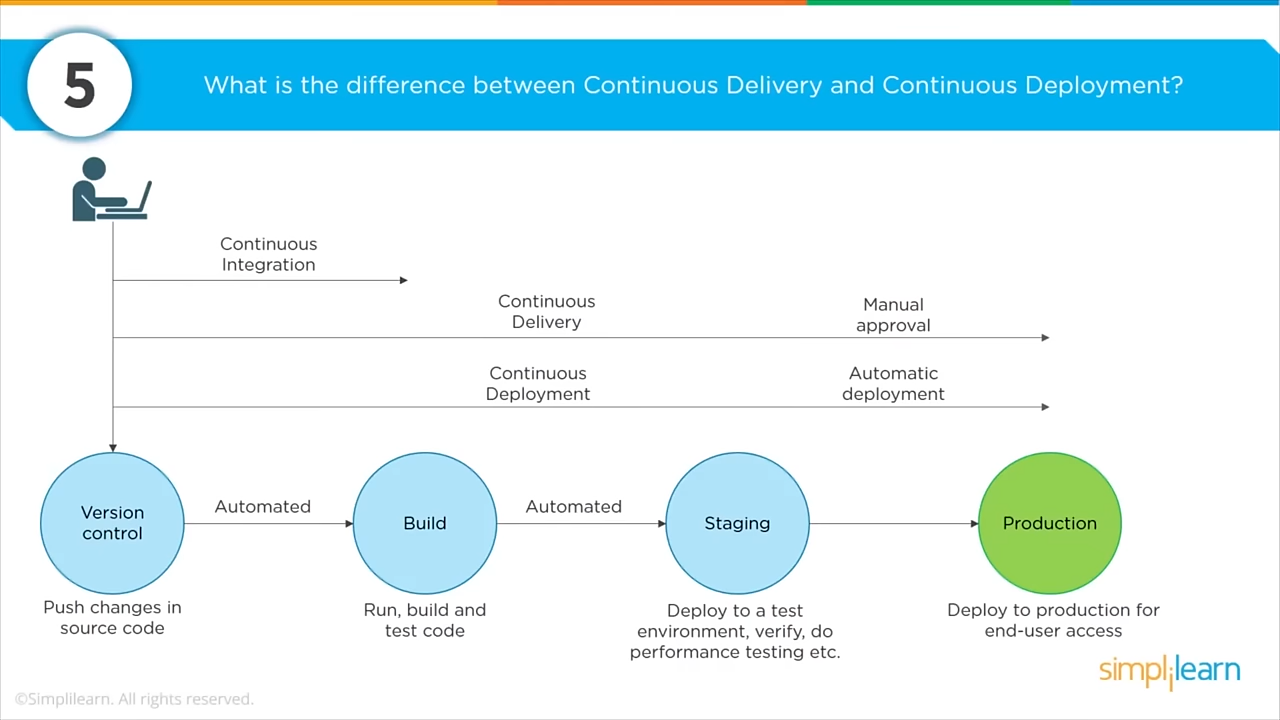 5
What is the difference between Continuous Delivery and Continuous Deployment?
Continuous
Integration
Continuous
Delivery
Manual
approval
Continuous
Deployment
Automatic
deployment
Version
control
Automated
Build
Automated
Staging
Production
Push changes in
source code
Run, build and
test code
Deploy to a test
environment, verify, do
performance testing etc.
Deploy to production for
end-user access
simplilearn
©Simplilearn. All rights reserved.